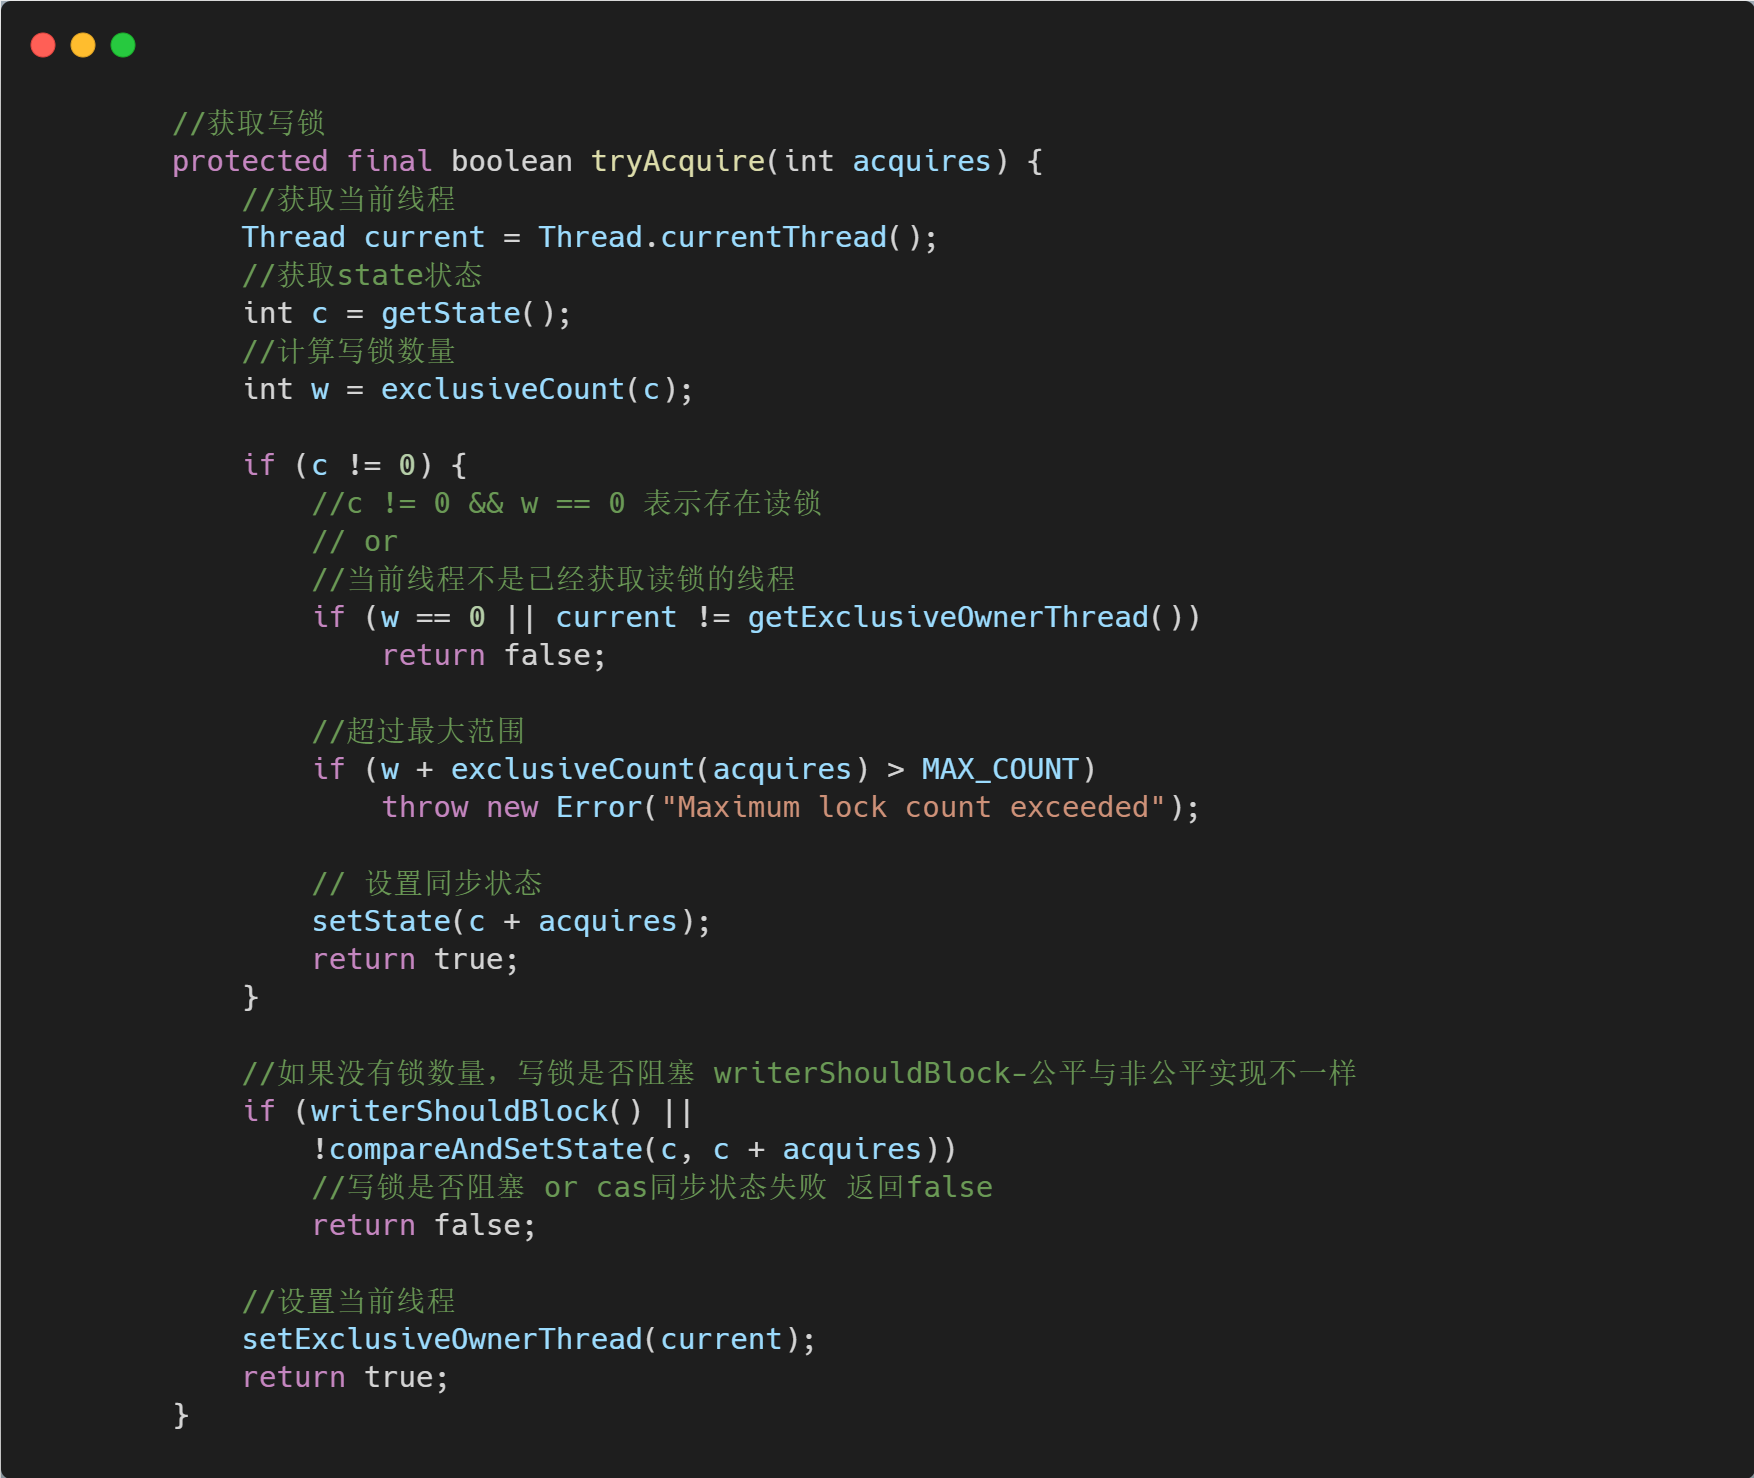 //获取写锁
protected final boolean tryAcquire(int acquires) {
//获取当前线程
Thread current = Thread.currentThread();
//获取state状态
int c = getState();
//计算写锁数量
int w = exclusiveCount(c);
if (c != 0) {
//c != 0 && w == 0 表示存在读锁
// or
//当前线程不是已经获取读锁的线程
if (w == 0 || current != getExclusiveOwnerThread())
return false;
//超过最大范围
if (w + exclusiveCount(acquires) > MAX_COUNT)
throw new Error("Maximum lock count exceeded");
// 设置同步状态
setState(c + acquires);
return true;
}
//如果没有锁数量，写锁是否阻塞 writerShouldBlock-公平与非公平实现不一样
if (writerShouldBlock() ||
!compareAndSetState(c, c + acquires))
//写锁是否阻塞 or cas同步状态失败 返回false
return false;
//设置当前线程
setExclusiveOwnerThread(current);
return true;
}